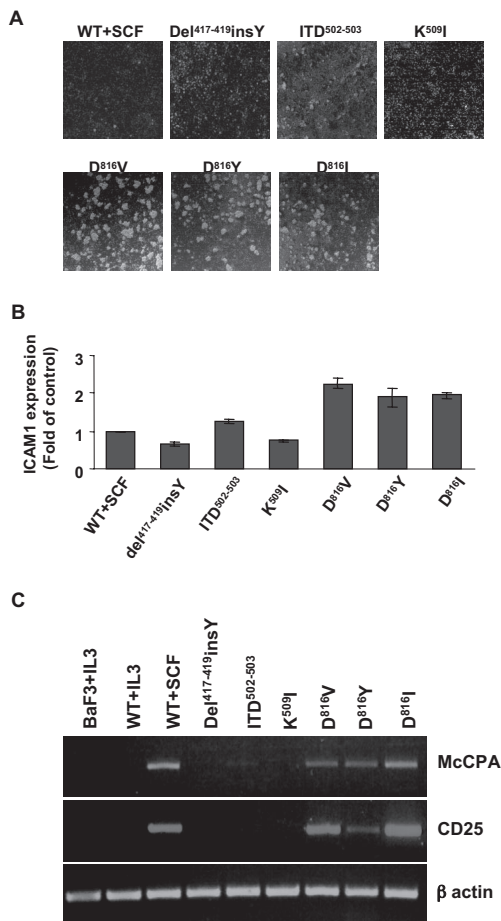 A
WT+SCF Del⁴¹⁷⁻⁴¹⁹insY ITD⁵⁰²⁻⁵⁰³ K⁵⁰⁹I
D⁸¹⁶V D⁸¹⁶Y D⁸¹⁶I
B
ICAM1 expression
(Fold of control)
3
2
1
0
WT+SCF del⁴¹⁷⁻⁴¹⁹insY ITD⁵⁰²⁻⁵⁰³ K⁵⁰⁹I D⁸¹⁶V D⁸¹⁶Y D⁸¹⁶I
C
BaF3+IL3 WT+IL3 WT+SCF Del⁴¹⁷⁻⁴¹⁹insY ITD⁵⁰²⁻⁵⁰³ K⁵⁰⁹I D⁸¹⁶V D⁸¹⁶Y D⁸¹⁶I
McCPA
CD25
β actin